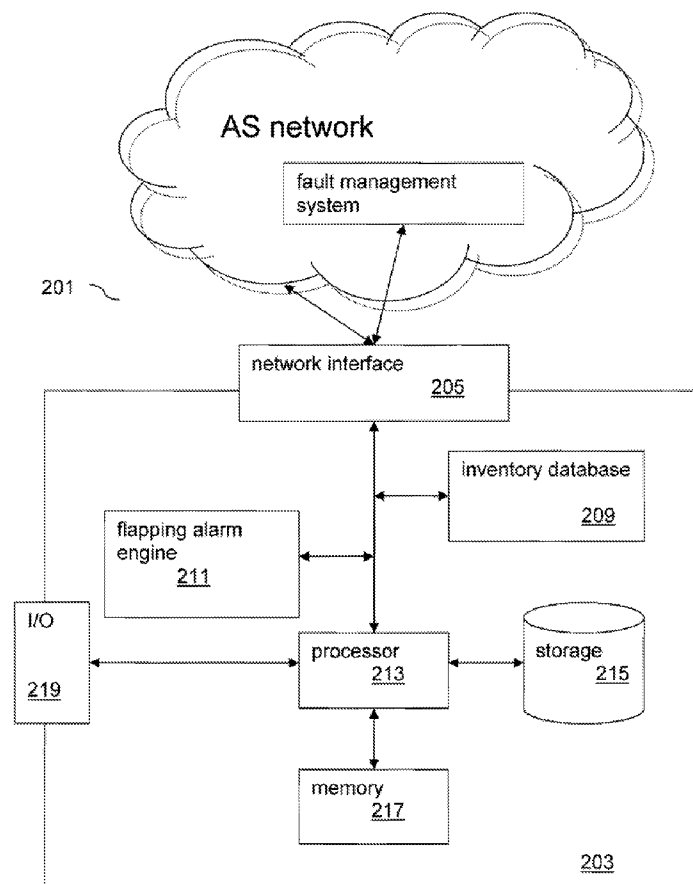 AS network
fault management
system
201
network interface
205
inventory database
209
flapping alarm
engine
211
I/O
219
processor
213
storage
215
memory
217
203